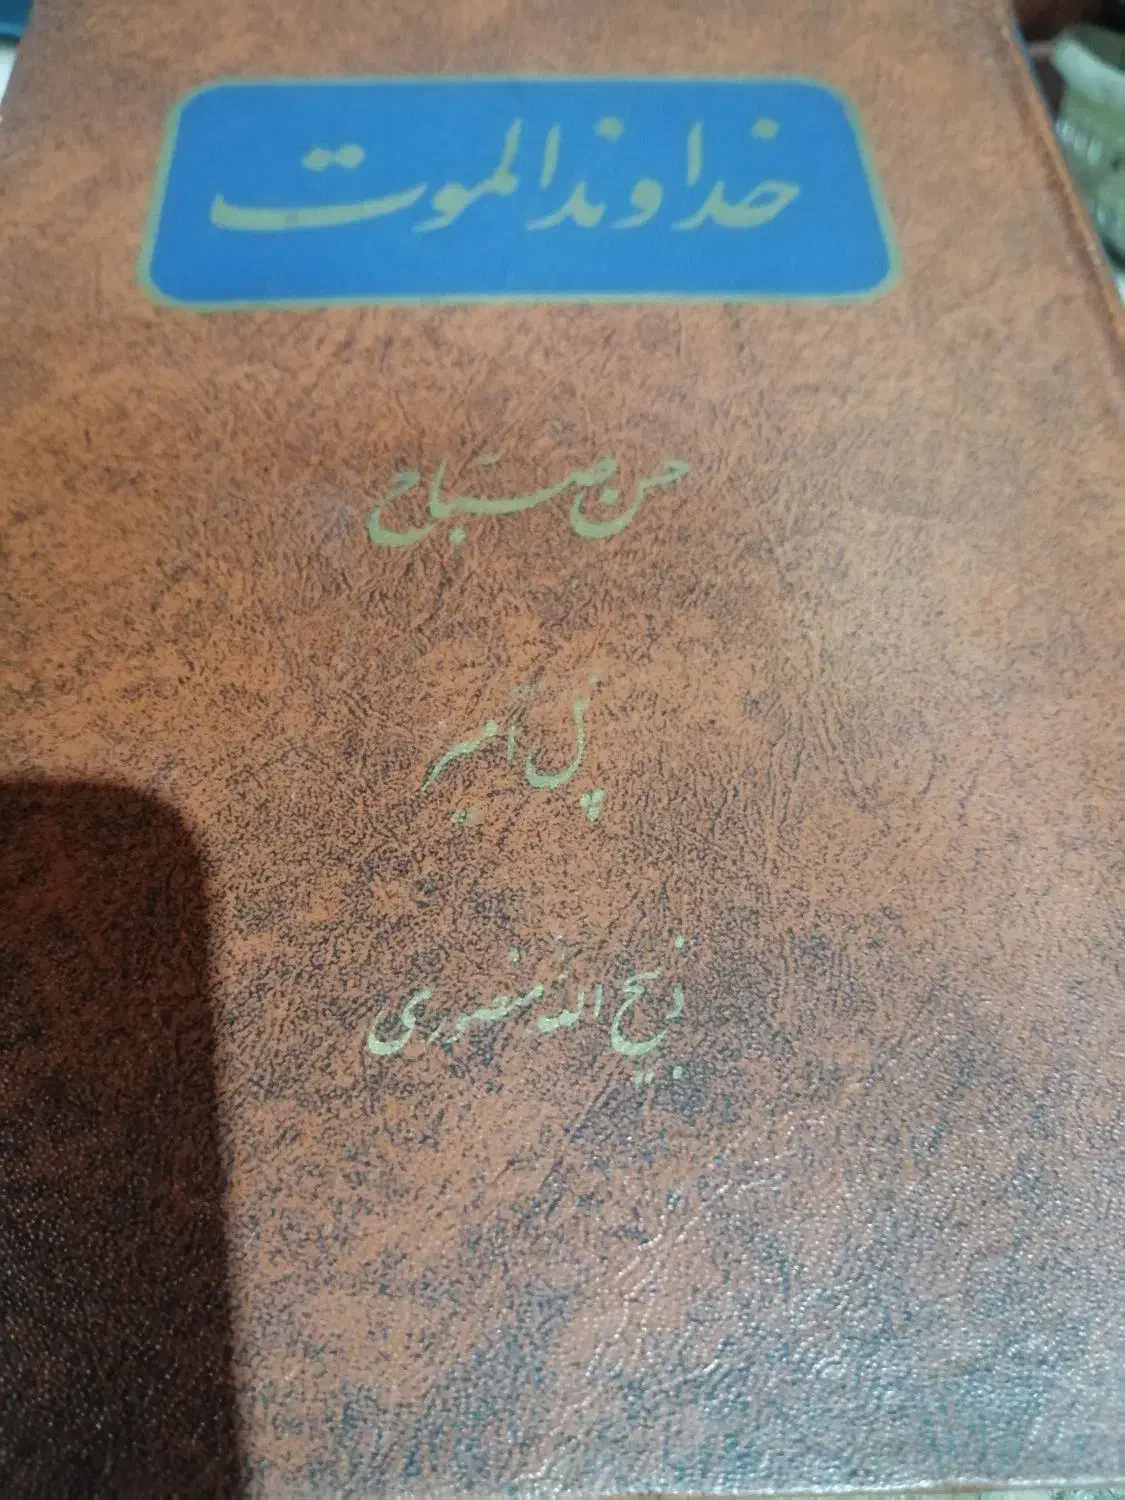 خداوند الموت
حسن صباح
پل آمیر
ذبیح الله منصوری